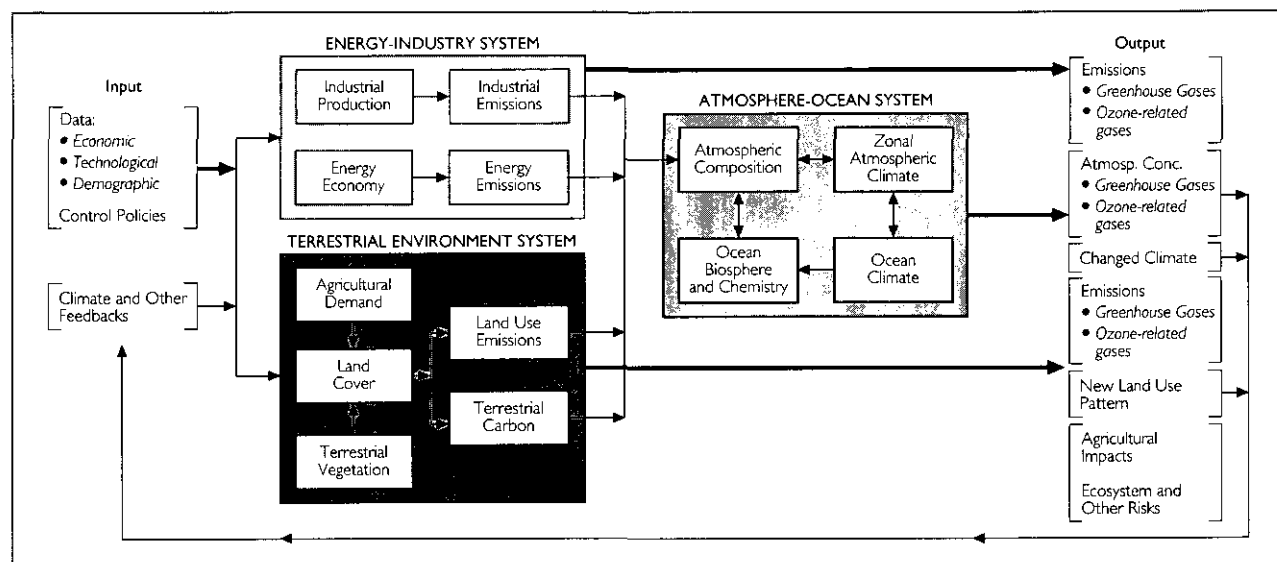 Input
Data:
• Economic
• Technological
• Demographic
Control Policies
Climate and Other
Feedbacks
ENERGY-INDUSTRY SYSTEM
Industrial
Production
Industrial
Emissions
Energy
Economy
Energy
Emissions
TERRESTRIAL ENVIRONMENT SYSTEM
Agricultural
Demand
Land
Cover
Terrestrial
Vegetation
Land Use
Emissions
Terrestrial
Carbon
ATMOSPHERE-OCEAN SYSTEM
Atmospheric
Composition
Zonal
Atmospheric
Climate
Ocean
Biosphere
and Chemistry
Ocean
Climate
Output
Emissions
• Greenhouse Gases
• Ozone-related
gases
Atmosp. Conc.
• Greenhouse Gases
• Ozone-related
gases
Changed Climate
Emissions
• Greenhouse Gases
• Ozone-related
gases
New Land Use
Pattern
Agricultural
Impacts
Ecosystem and
Other Risks